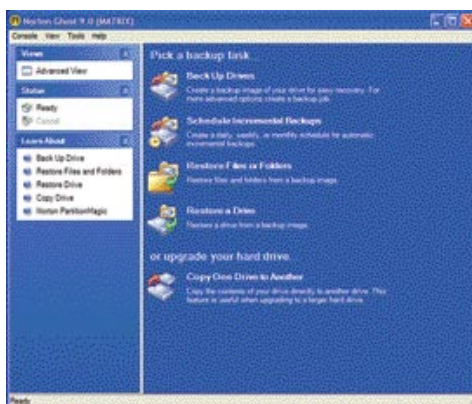 Norton Ghost 9.0 (MATRIX)
Console View Tools Help
Views
Advanced View
Status
Ready
Cancel
Learn About
Back Up Drive
Restore Files and Folders
Restore Drive
Copy Drive
Norton PartitionMagic
Pick a backup task...
Back Up Drives
Create a backup image of your drive for easy recovery. For
more advanced options create a backup job.
Schedule Incremental Backups
Create a daily, weekly, or monthly schedule for automatic
incremental backups.
Restore Files or Folders
Restore files and folders from a backup image.
Restore a Drive
Restore a drive from a backup image.
or upgrade your hard drive...
Copy One Drive to Another
Copy the contents of your drive directly to another drive. This
feature is useful when upgrading to a larger hard drive.
Ready